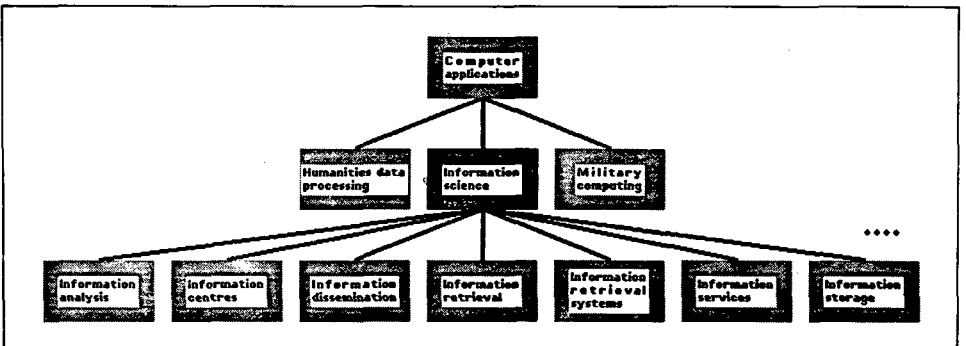 Computer
applications
Humanities data
processing
Information
science
Military
computing
....
Information
analysis
Information
centres
Information
dissemination
Information
retrieval
Information
retrieval
systems
Information
services
Information
storage